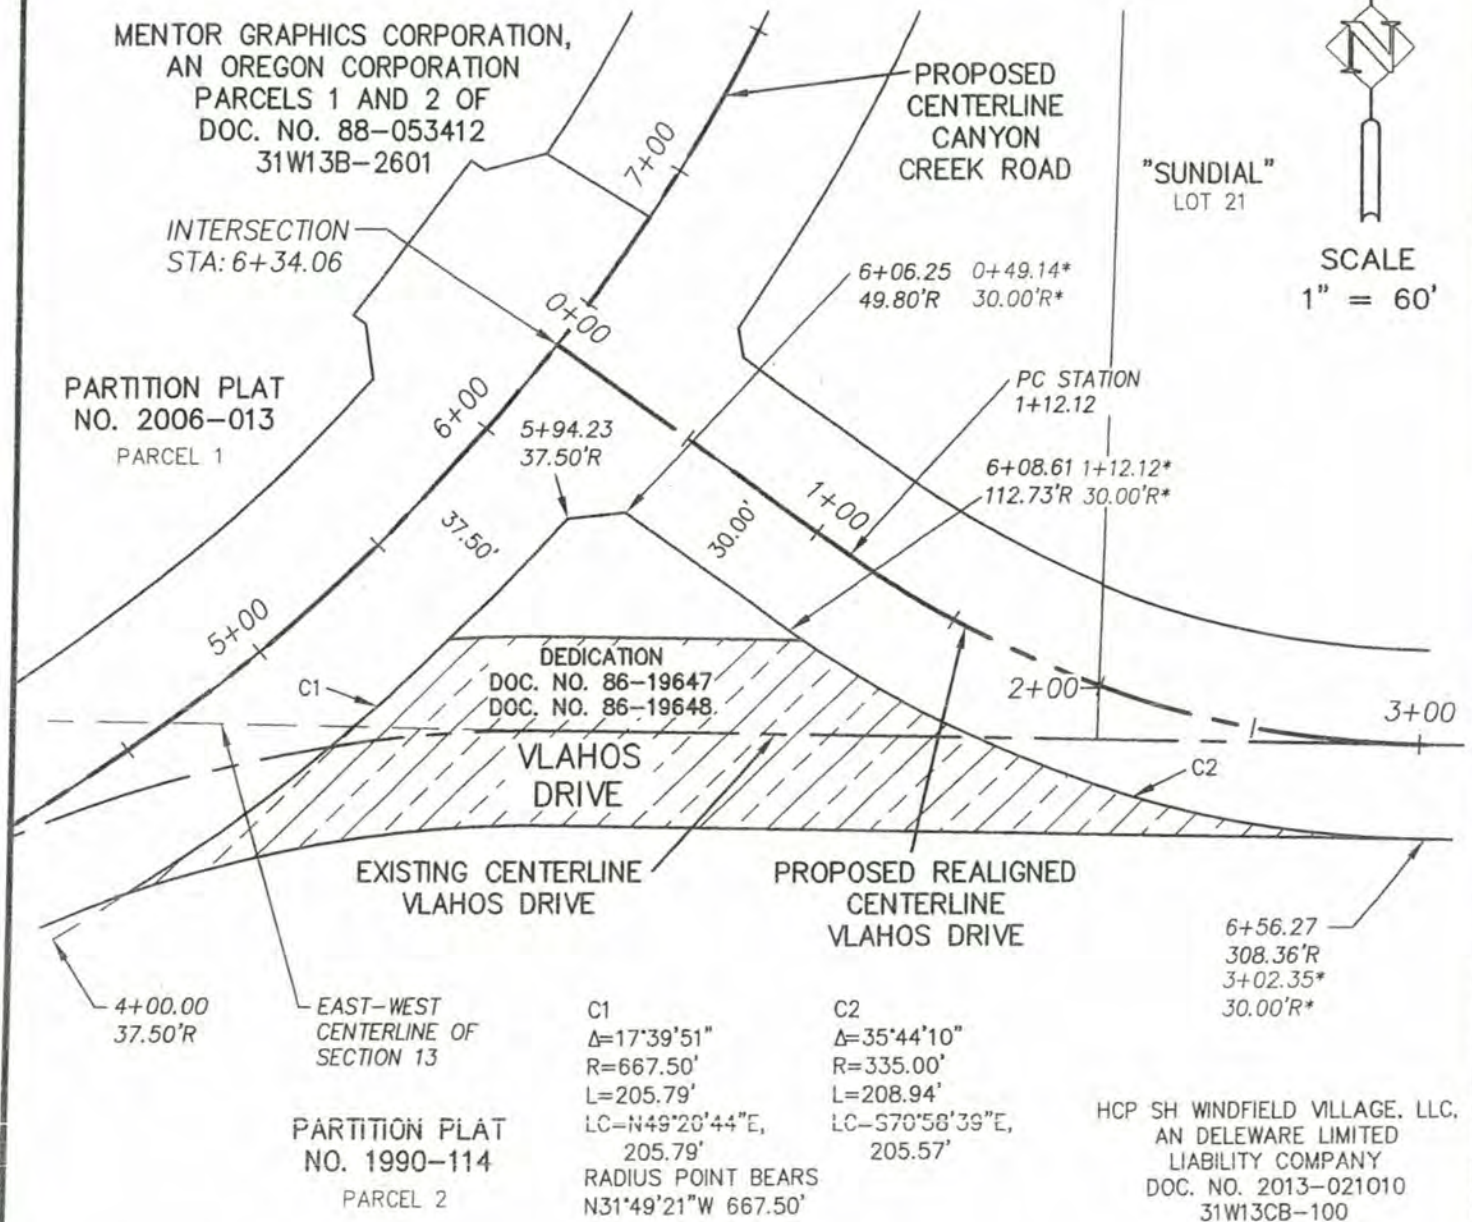 MENTOR GRAPHICS CORPORATION,
AN OREGON CORPORATION
PARCELS 1 AND 2 OF
DOC. NO. 88-053412
31W13B-2601
PROPOSED
CENTERLINE
CANYON
CREEK ROAD
N
"SUNDIAL"
LOT 21
SCALE
1" = 60'
7+00
INTERSECTION
STA: 6+34.06
6+06.25 0+49.14*
49.80'R 30.00'R*
0+00
PARTITION PLAT
NO. 2006-013
PARCEL 1
6+00
5+94.23
37.50'R
PC STATION
1+12.12
6+08.61 1+12.12*
112.73'R 30.00'R*
1+00
37.50'
30.00'
5+00
C1
DEDICATION
DOC. NO. 86-19647
DOC. NO. 86-19648.
2+00
3+00
VLAHOS
DRIVE
C2
EXISTING CENTERLINE
VLAHOS DRIVE
PROPOSED REALIGNED
CENTERLINE
VLAHOS DRIVE
6+56.27
308.36'R
3+02.35*
30.00'R*
4+00.00
37.50'R
EAST-WEST
CENTERLINE OF
SECTION 13
C1
Δ=17°39'51"
R=667.50'
L=205.79'
LC=N49°20'44"E,
205.79'
RADIUS POINT BEARS
N31°49'21"W 667.50'
C2
Δ=35°44'10"
R=335.00'
L=208.94'
LC=S70°58'39"E,
205.57'
PARTITION PLAT
NO. 1990-114
PARCEL 2
HCP SH WINDFIELD VILLAGE. LLC,
AN DELEWARE LIMITED
LIABILITY COMPANY
DOC. NO. 2013-021010
31W13CB-100